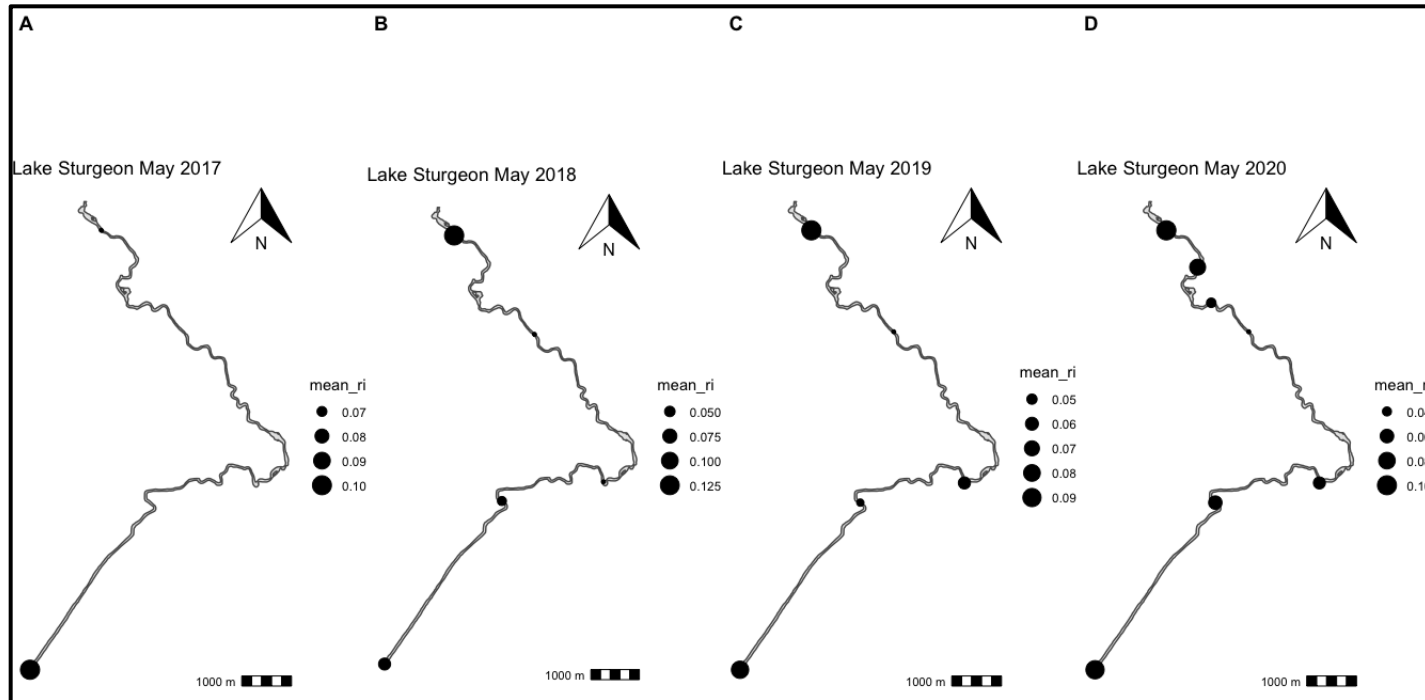 A
B
C
D
Lake Sturgeon May 2017
Lake Sturgeon May 2018
Lake Sturgeon May 2019
Lake Sturgeon May 2020
N
N
N
N
mean_ri
0.07
0.08
0.09
0.10
mean_ri
0.050
0.075
0.100
0.125
mean_ri
0.05
0.06
0.07
0.08
0.09
mean_r
1000 m
1000 m
1000 m
1000 m